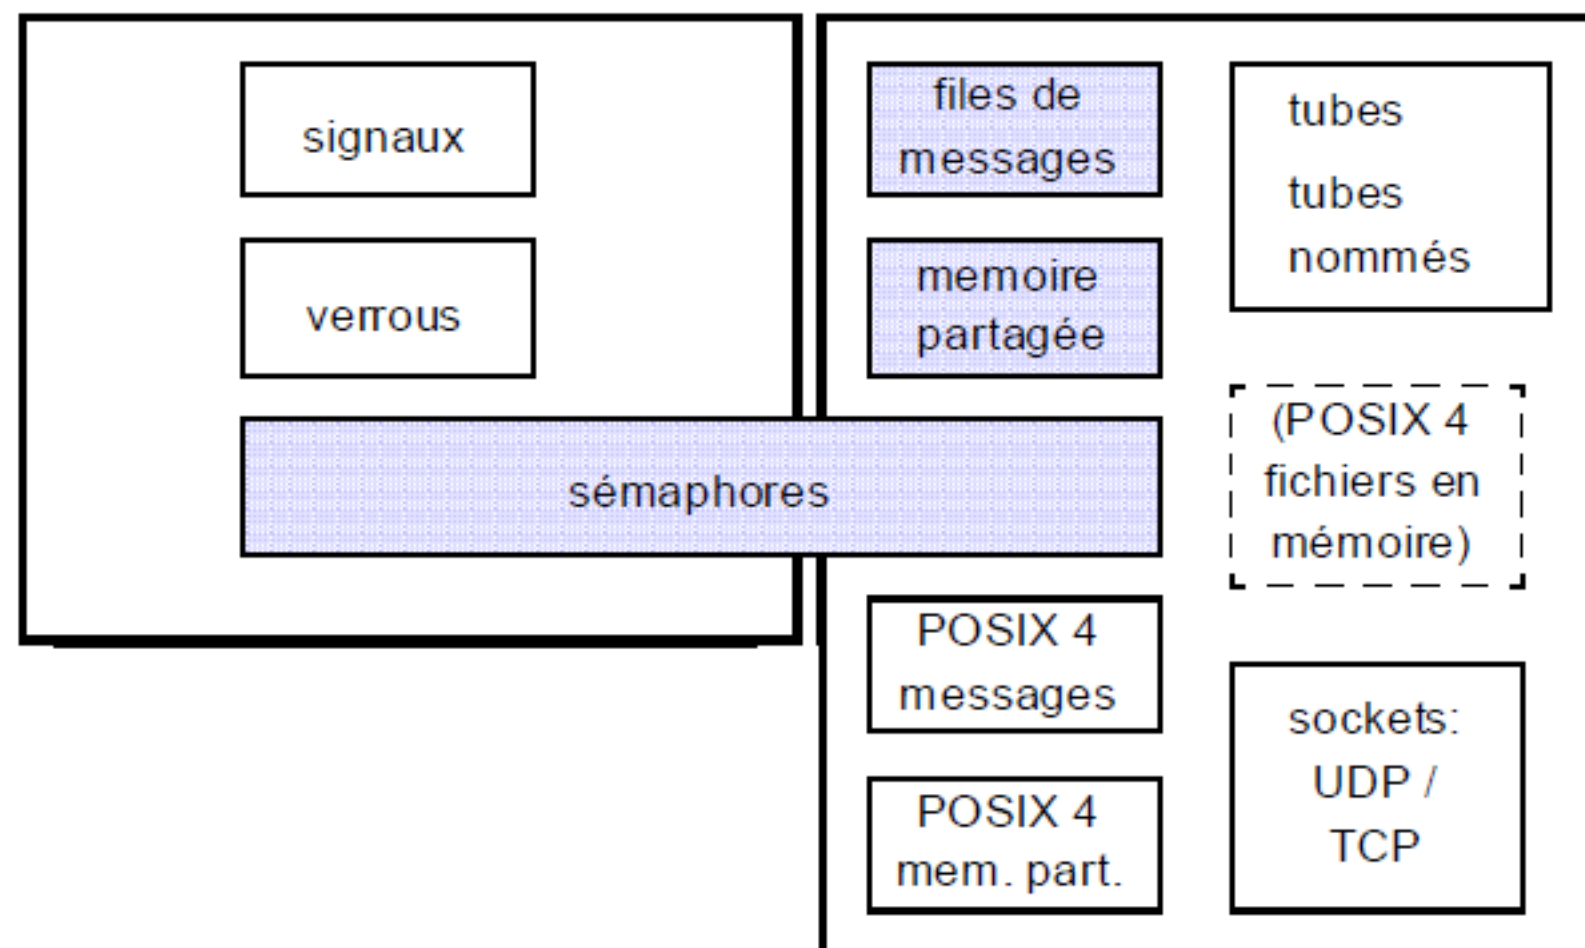 signaux
verrous
sémaphores
files de
messages
memoire
partagée
POSIX 4
messages
POSIX 4
mem. part.
tubes
tubes
nommés
(POSIX 4
fichiers en
mémoire)
sockets:
UDP /
TCP